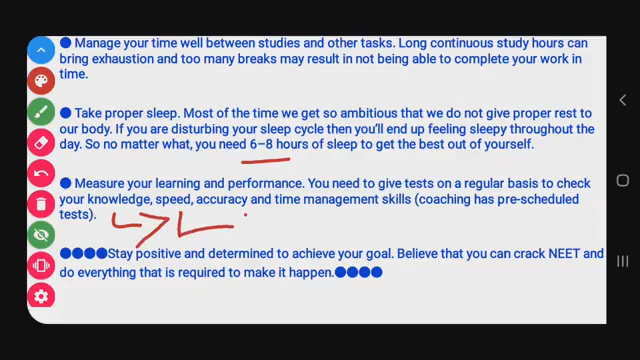 ● Manage your time well between studies and other tasks. Long continuous study hours can
bring exhaustion and too many breaks may result in not being able to complete your work in
time.
● Take proper sleep. Most of the time we get so ambitious that we do not give proper rest to
our body. If you are disturbing your sleep cycle then you'll end up feeling sleepy throughout the
day. So no matter what, you need 6–8 hours of sleep to get the best out of yourself.
● Measure your learning and performance. You need to give tests on a regular basis to check
your knowledge, speed, accuracy and time management skills (coaching has pre-scheduled
tests).
●●●●Stay positive and determined to achieve your goal. Believe that you can crack NEET and
do everything that is required to make it happen.●●●●